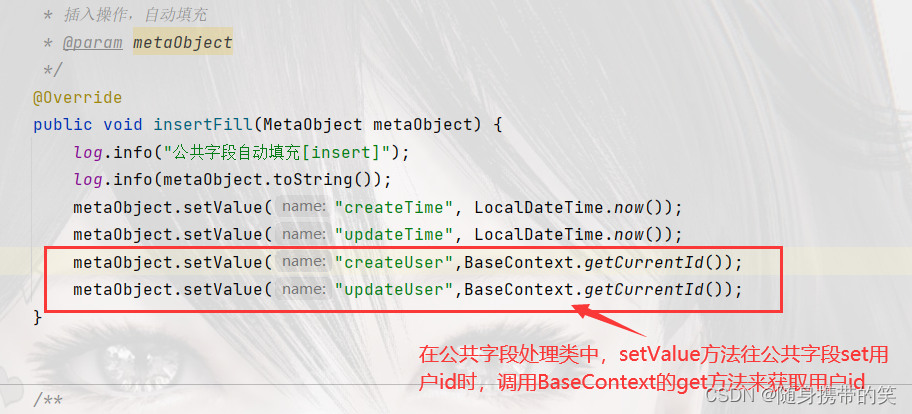 * 插入操作，自动填充
* @param metaObject
*/
@Override
public void insertFill(MetaObject metaObject) {
log.info("公共字段自动填充[insert]");
log.info(metaObject.toString());
metaObject.setValue( name: "createTime", LocalDateTime.now());
metaObject.setValue( name: "updateTime", LocalDateTime.now());
metaObject.setValue( name: "createUser",BaseContext.getCurrentId());
metaObject.setValue( name: "updateUser",BaseContext.getCurrentId());
}
在公共字段处理类中，setValue方法往公共字段set用
户id时，调用BaseContext的get方法来获取用户id
/**
CSDN @随身携带的笑